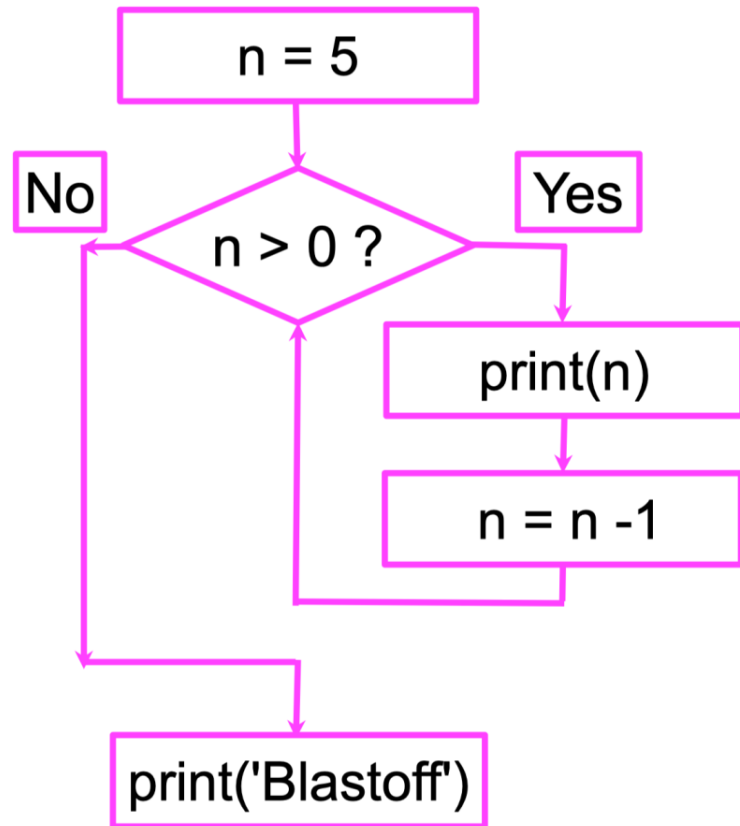 n = 5
No
Yes
n > 0 ?
print(n)
n = n -1
print('Blastoff')